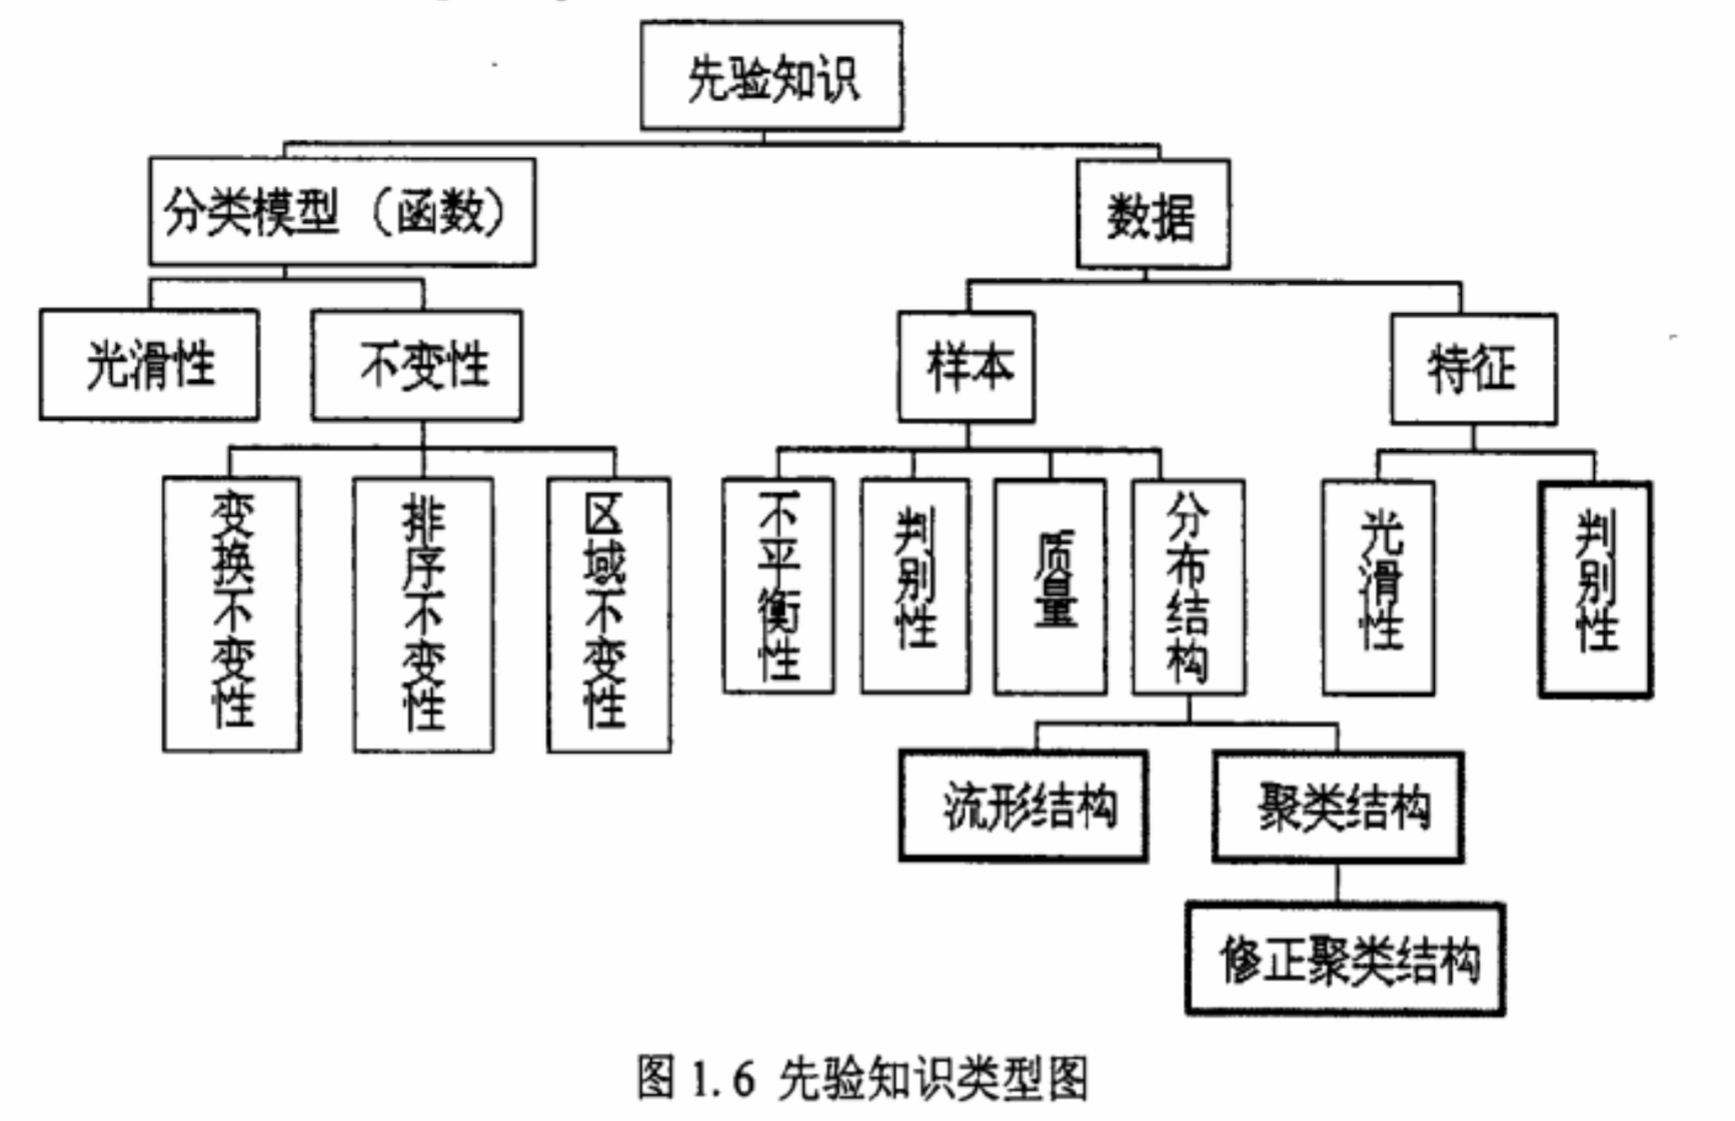 先验知识
分类模型（函数）
数据
光滑性
不变性
样本
特征
变换不变性
排序不变性
区域不变性
不平衡性
判别性
质量
分布结构
光滑性
判别性
流形结构
聚类结构
修正聚类结构
图 1.6 先验知识类型图